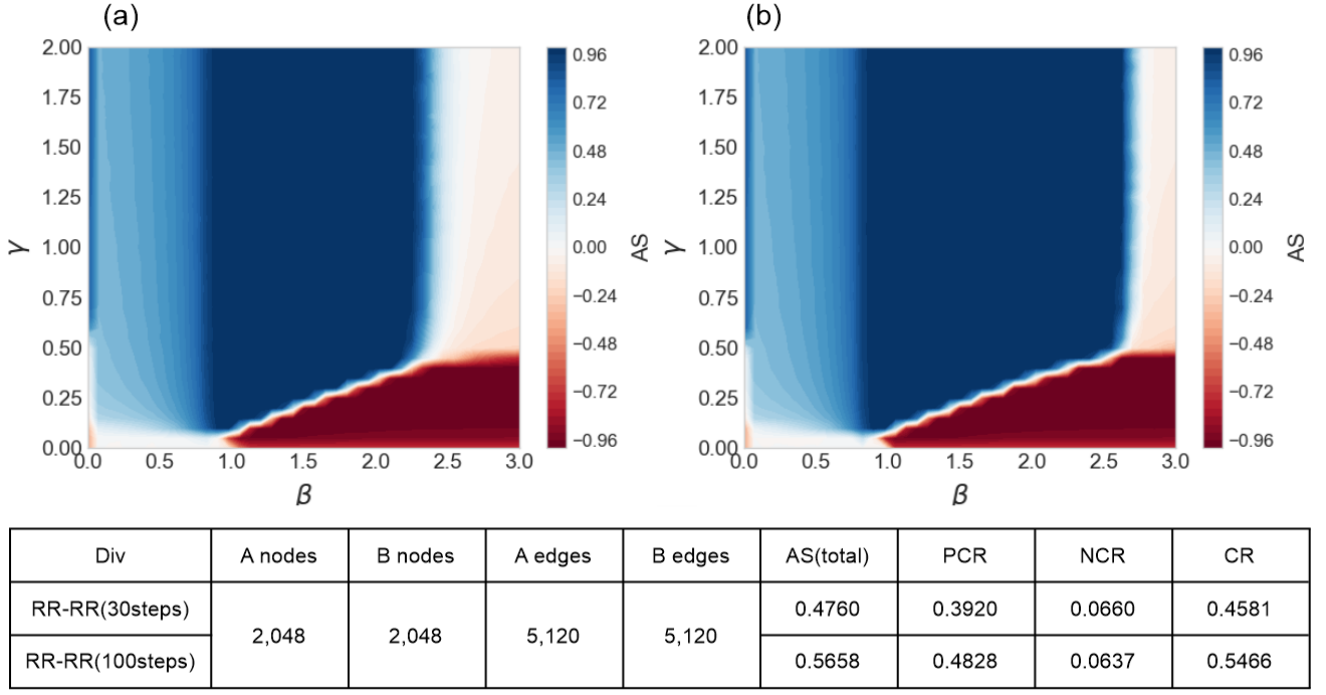 (a)
(b)
2.00
1.75
1.50
1.25
1.00
0.75
0.50
0.25
0.00
γ
0.0 0.5 1.0 1.5 2.0 2.5 3.0
β
0.96
0.72
0.48
0.24
0.00
−0.24
−0.48
−0.72
−0.96
AS
2.00
1.75
1.50
1.25
1.00
0.75
0.50
0.25
0.00
γ
0.0 0.5 1.0 1.5 2.0 2.5 3.0
β
0.96
0.72
0.48
0.24
0.00
−0.24
−0.48
−0.72
−0.96
AS
Div A nodes B nodes A edges B edges AS(total) PCR NCR CR
RR-RR(30steps) 2,048 2,048 5,120 5,120 0.4760 0.3920 0.0660 0.4581
RR-RR(100steps) 0.5658 0.4828 0.0637 0.5466